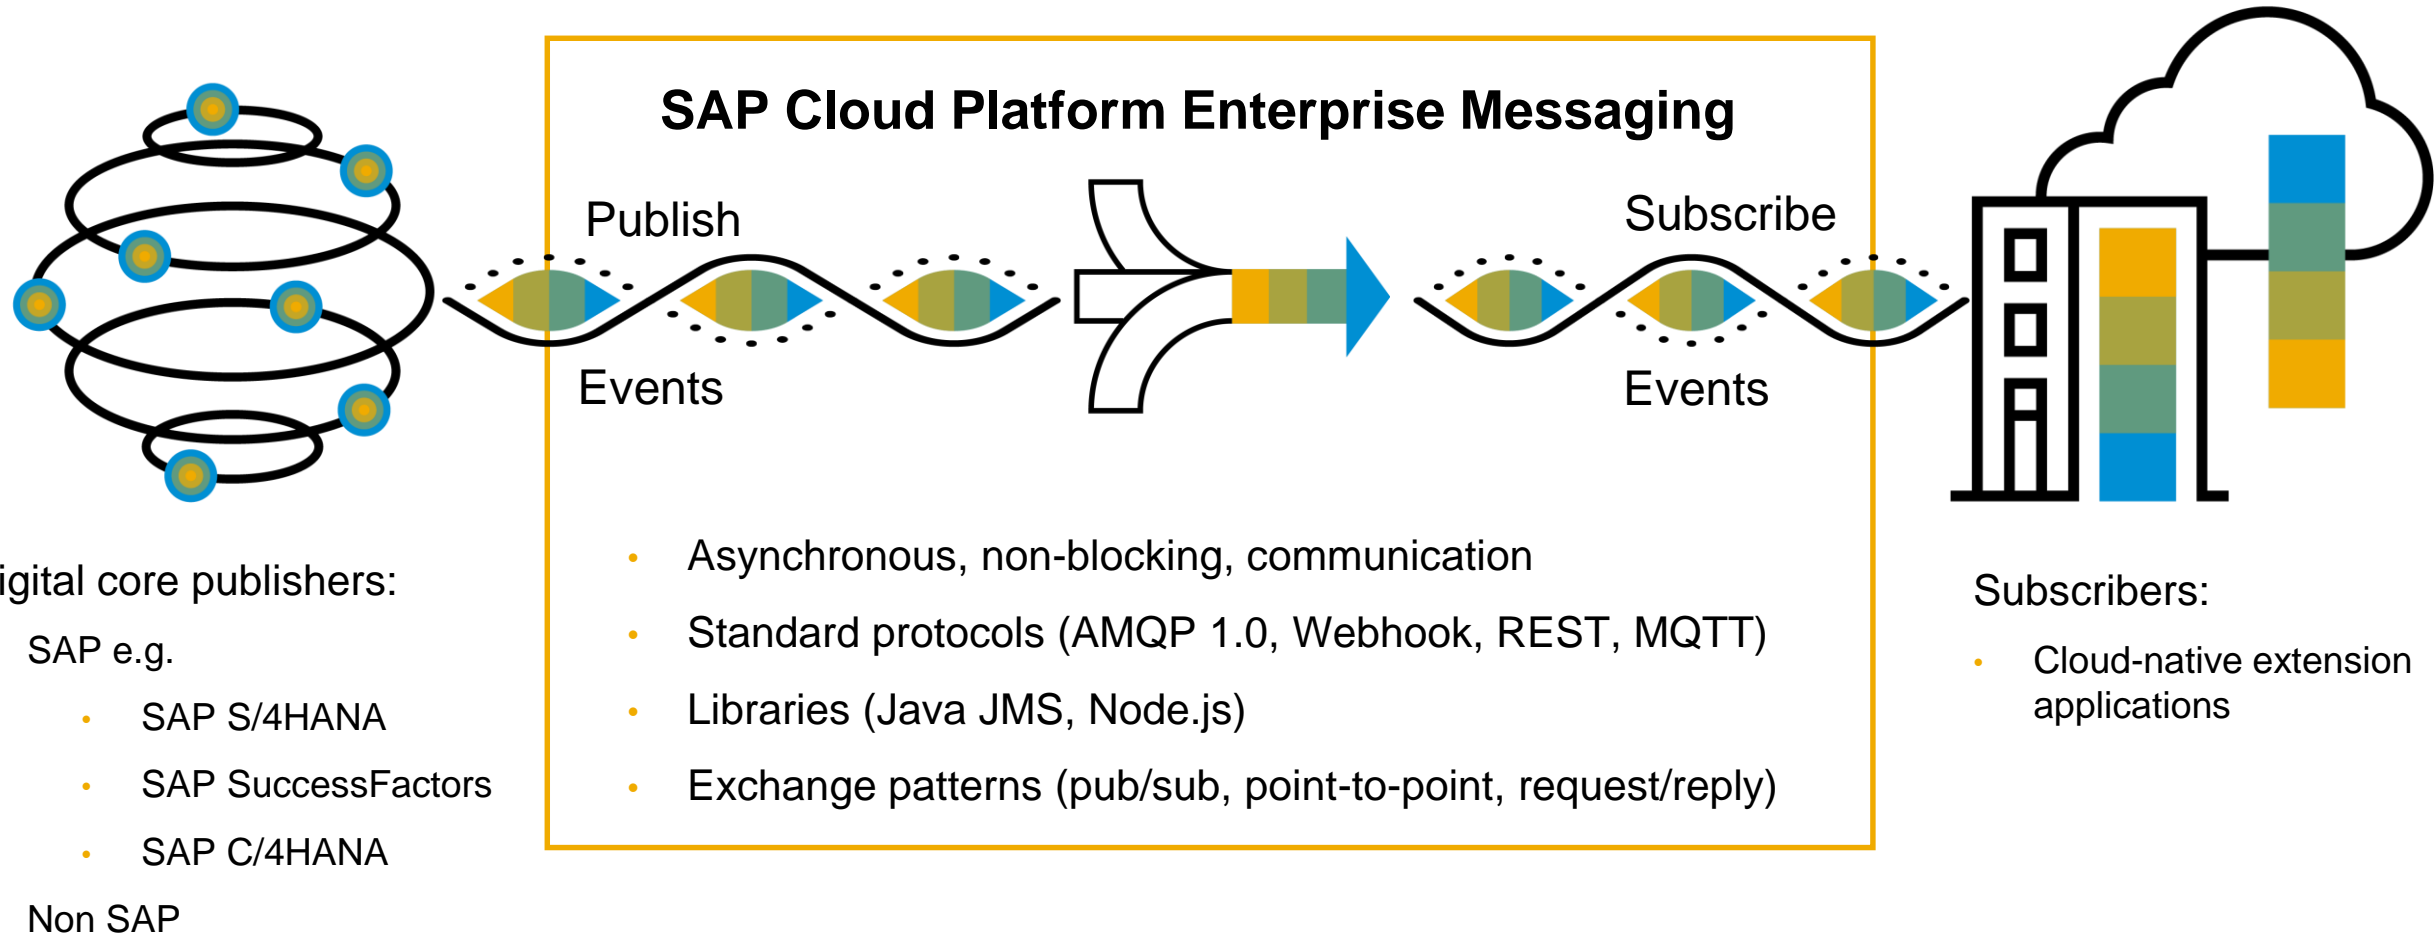 SAP Cloud Platform Enterprise Messaging
Publish
Events
Subscribe
Events
igital core publishers:
SAP e.g.
• SAP S/4HANA
• SAP SuccessFactors
• SAP C/4HANA
Non SAP
• Asynchronous, non-blocking, communication
• Standard protocols (AMQP 1.0, Webhook, REST, MQTT)
• Libraries (Java JMS, Node.js)
• Exchange patterns (pub/sub, point-to-point, request/reply)
Subscribers:
• Cloud-native extension
applications